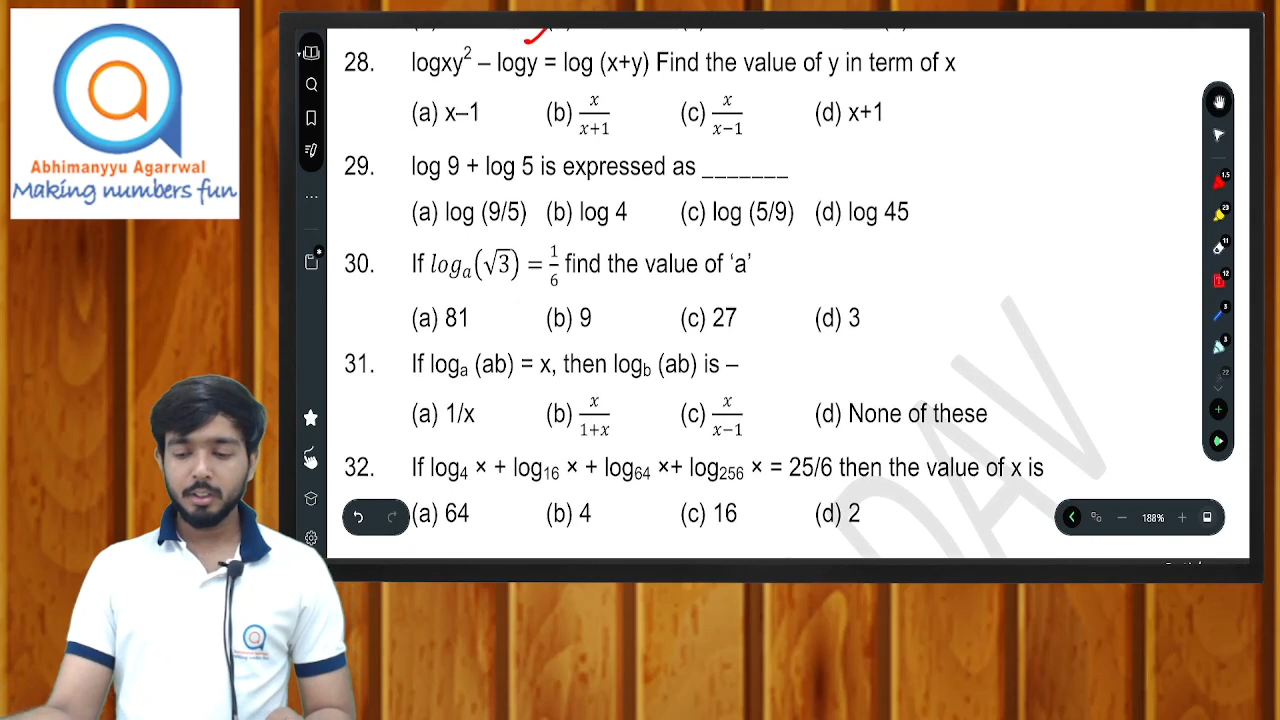 Abhimanyyu Agarrwal
Making numbers fun
28. logxy² – logy = log (x+y) Find the value of y in term of x
(a) x–1 (b) x/x+1 (c) x/x−1 (d) x+1
29. log 9 + log 5 is expressed as _______
(a) log (9/5) (b) log 4 (c) log (5/9) (d) log 45
30. If logₐ(√3) = 1/6 find the value of ‘a’
(a) 81 (b) 9 (c) 27 (d) 3
31. If logₐ (ab) = x, then log_b (ab) is –
(a) 1/x (b) x/1+x (c) x/x−1 (d) None of these
32. If log₄ × + log₁₆ × + log₆₄ ×+ log₂₅₆ × = 25/6 then the value of x is
(a) 64 (b) 4 (c) 16 (d) 2
188%
DAV